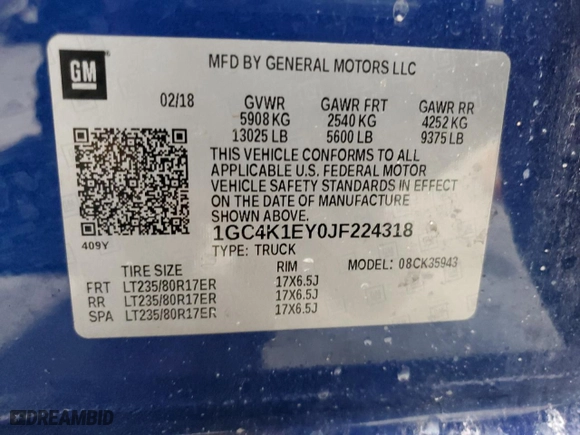 GM
MFD BY GENERAL MOTORS LLC
02/18 GVWR GAWR FRT GAWR RR
5908 KG 2540 KG 4252 KG
13025 LB 5600 LB 9375 LB
THIS VEHICLE CONFORMS TO ALL
APPLICABLE U.S. FEDERAL MOTOR
VEHICLE SAFETY STANDARDS IN EFFECT
ON THE DATE OF MANUFACTURE
SHOWN ABOVE.
409Y
1GC4K1EY0JF224318
TYPE: TRUCK MODEL: 08CK35943
TIRE SIZE RIM
FRT LT235/80R17ER 17X6.5J
RR LT235/80R17ER 17X6.5J
SPA LT235/80R17ER 17X6.5J
DREAMBID